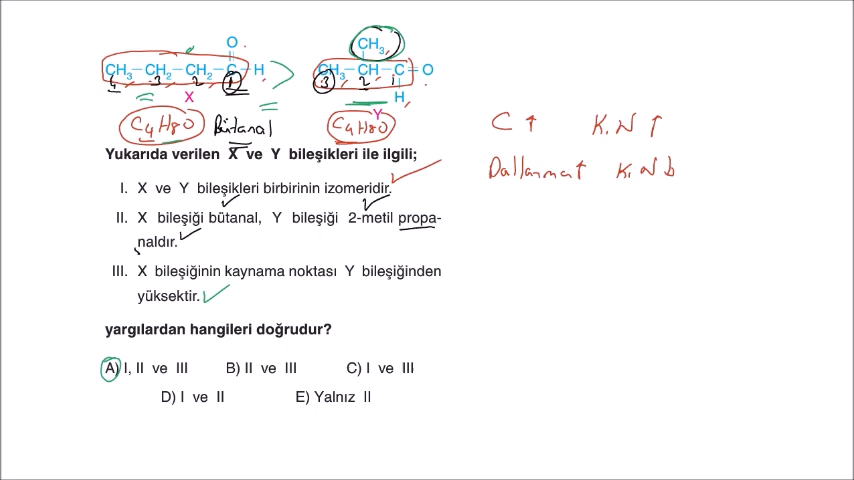 O
CH3
CH3 – CH2 – CH2 – C – H > CH3 – CH – C = O
4 3 2 1 3 2 1
X H
Y
C4H8O Bütanal C4H8O
C ↑ K.N ↑
Yukarıda verilen X ve Y bileşikleri ile ilgili;
Dallanma ↑ K.N
I. X ve Y bileşikleri birbirinin izomeridir.
II. X bileşiği bütanal, Y bileşiği 2-metil propa-
naldır.
III. X bileşiğinin kaynama noktası Y bileşiğinden
yüksektir.
yargılardan hangileri doğrudur?
A) I, II ve III B) II ve III C) I ve III
D) I ve II E) Yalnız II